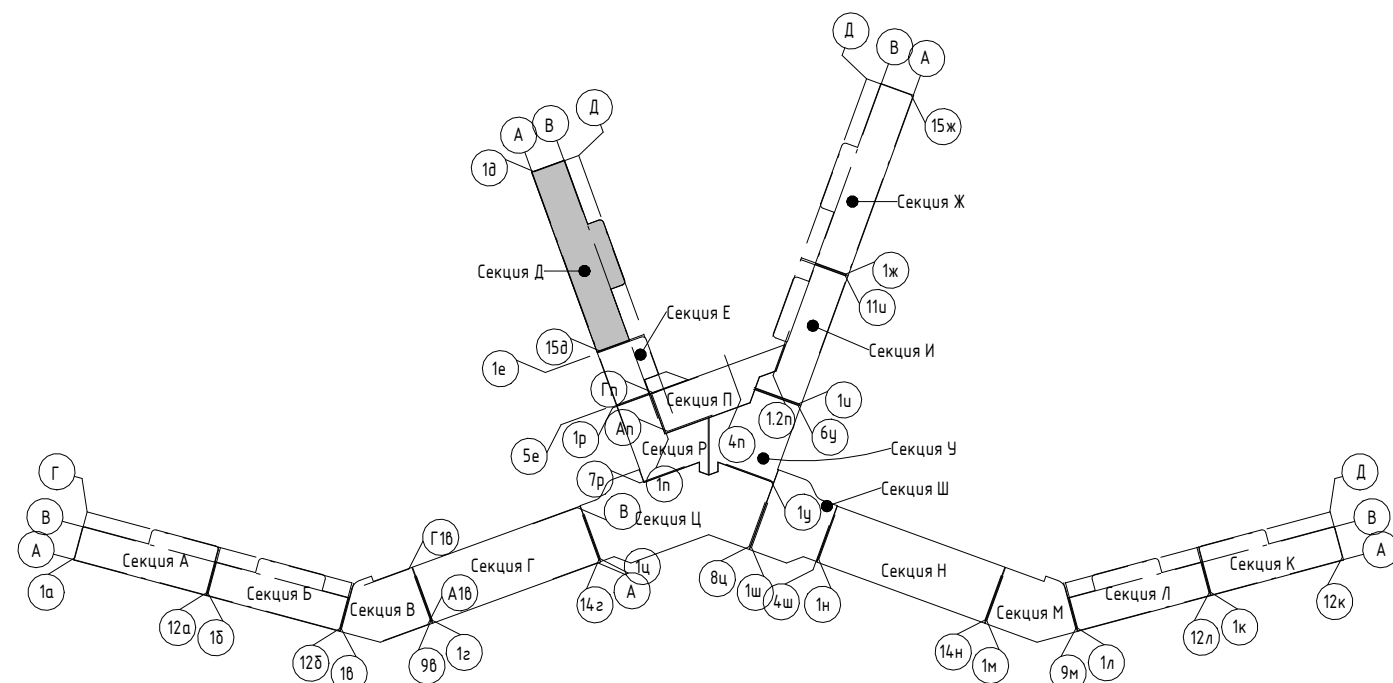 Д
В
А
15ж
Секция Ж
1ж
11и
Секция И
1и
6у
1.2п
4п
А
В
Д
1д
Секция Д
15д
1е
Секция Е
Гп
Секция П
Ап
1р
5е
Секция Р
7р
1п
Секция У
Секция Ш
1у
В
Секция Ц
Г
В
А
1а
Секция А
12а
1б
Секция Б
12б
1в
Секция В
Г1в
А1в
9в
1г
Секция Г
14г
1ц
А
8ц
1ш
4ш
1н
Секция Н
14н
1м
Секция М
9м
1л
Секция Л
12л
1к
Секция К
12к
Д
В
А